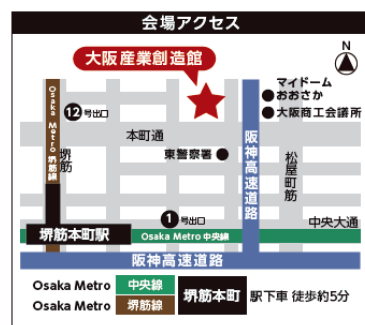 会場アクセス
大阪産業創造館
N
マイドーム
おおさか
大阪商工会議所
Osaka Metro 堺筋線
12号出口
本町通
堺筋
東警察署
阪神高速道路
松屋町筋
1号出口
中央大通
堺筋本町駅
Osaka Metro 中央線
阪神高速道路
Osaka Metro 中央線
Osaka Metro 堺筋線
堺筋本町 駅下車 徒歩約5分